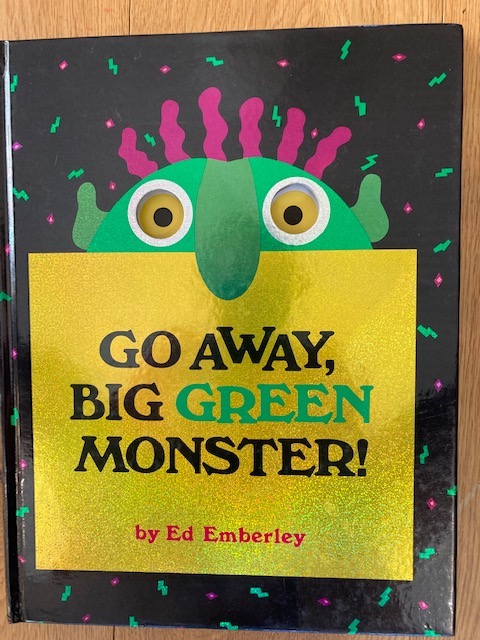 GO AWAY,
BIG GREEN
MONSTER!
by Ed Emberley